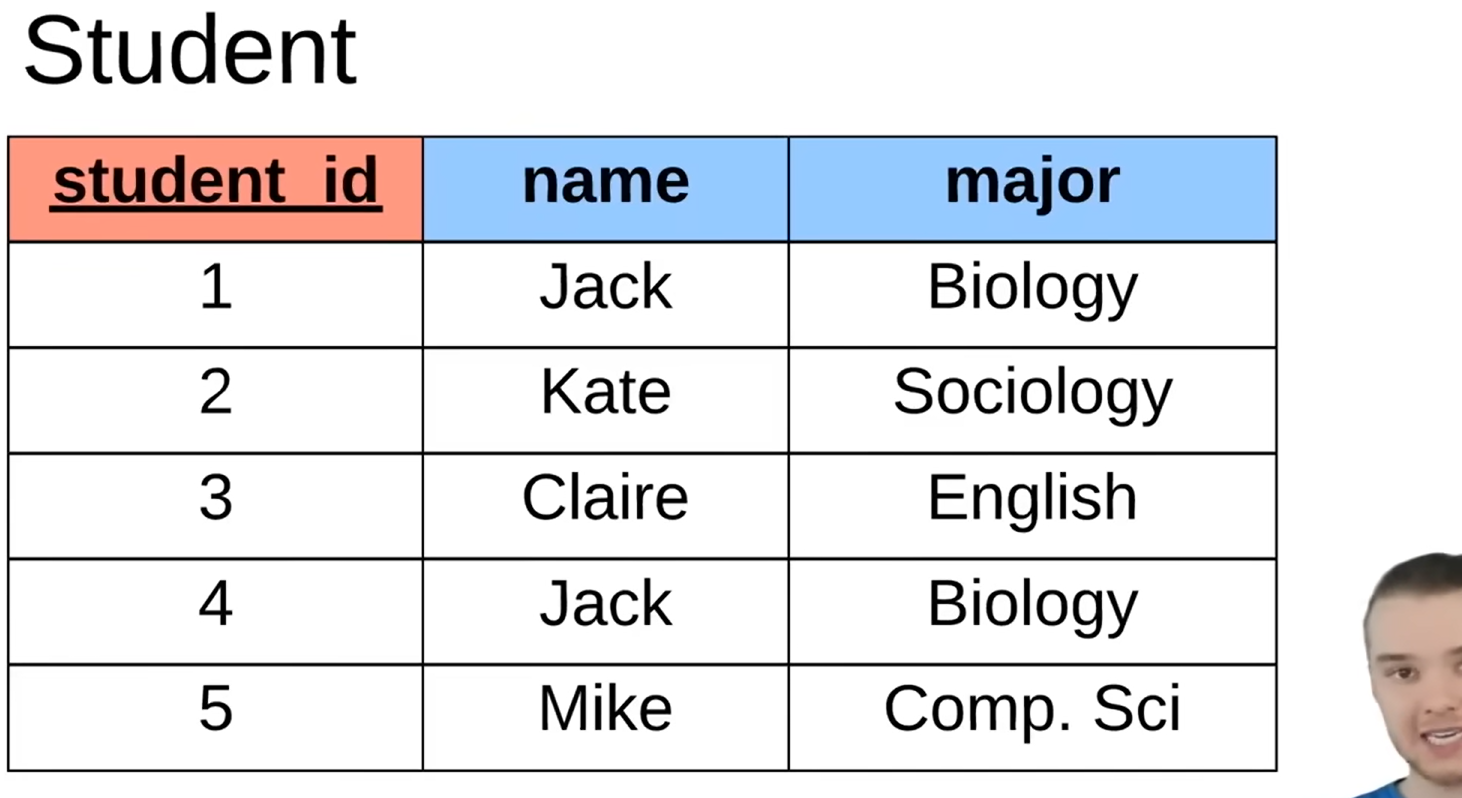 Student
student_id name major
1 Jack Biology
2 Kate Sociology
3 Claire English
4 Jack Biology
5 Mike Comp. Sci